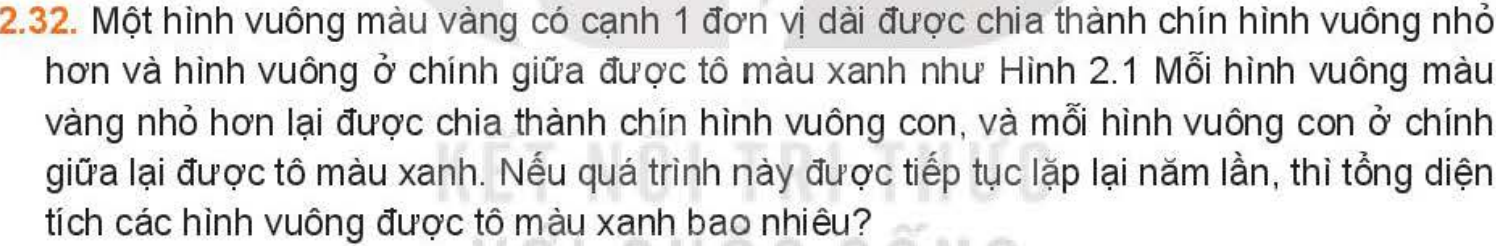 2.32. Một hình vuông màu vàng có cạnh 1 đơn vị dài được chia thành chín hình vuông nhỏ
hơn và hình vuông ở chính giữa được tô màu xanh như Hình 2.1 Mỗi hình vuông màu
vàng nhỏ hơn lại được chia thành chín hình vuông con, và mỗi hình vuông con ở chính
giữa lại được tô màu xanh. Nếu quá trình này được tiếp tục lặp lại năm lần, thì tổng diện
tích các hình vuông được tô màu xanh bao nhiêu?
KẾT NỐI TRI THỨC